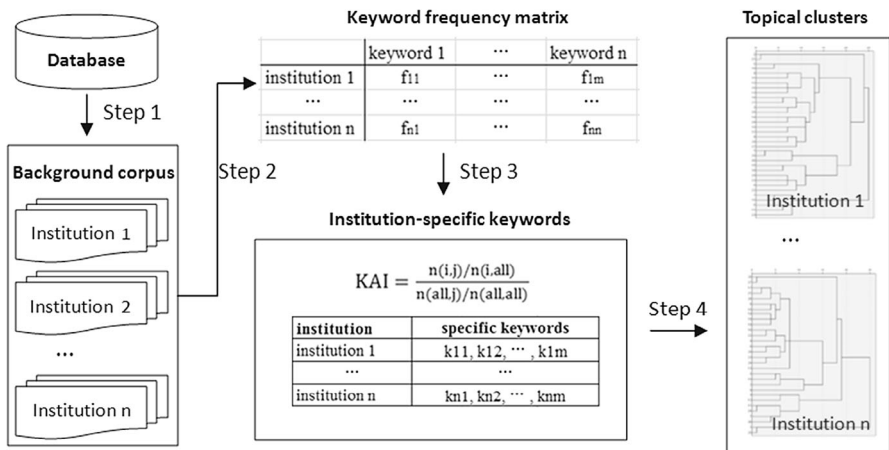 Database
Step 1
Background corpus
Institution 1
Institution 2
...
Institution n
Step 2
Keyword frequency matrix
keyword 1 ... keyword n
institution 1 f11 ... f1m
... ... ... ...
institution n fn1 ... fnn
Step 3
Institution-specific keywords
KAI = n(i,j)/n(i,all)
n(all,j)/n(all,all)
institution specific keywords
institution 1 k11, k12, ... , k1m
... ...
institution n kn1, kn2, ... , knm
Step 4
Topical clusters
Institution 1
...
Institution n